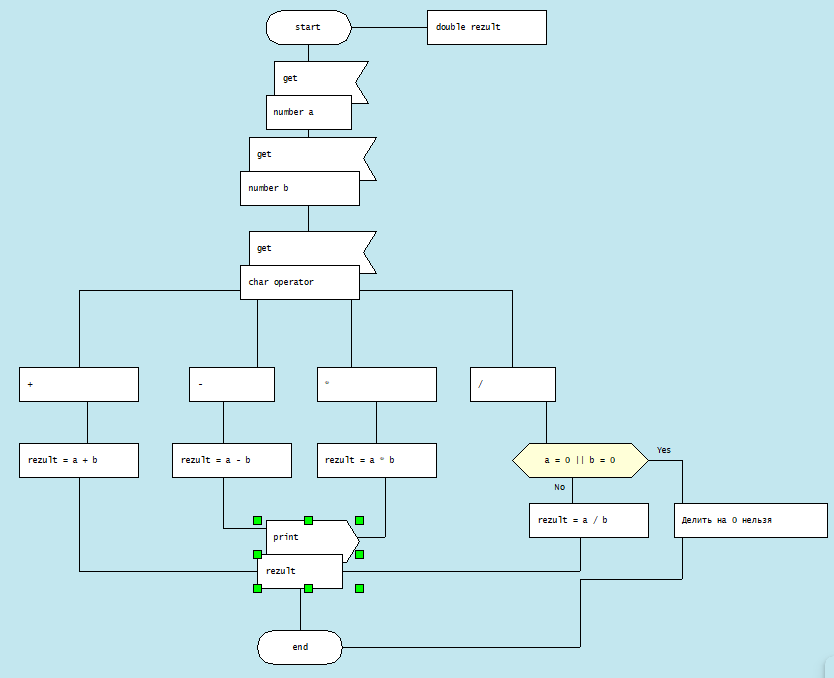 start
double rezult
get
number a
get
number b
get
char operator
+
-
*
/
rezult = a + b
rezult = a - b
rezult = a * b
a = 0 || b = 0
Yes
No
rezult = a / b
Делить на 0 нельзя
print
rezult
end